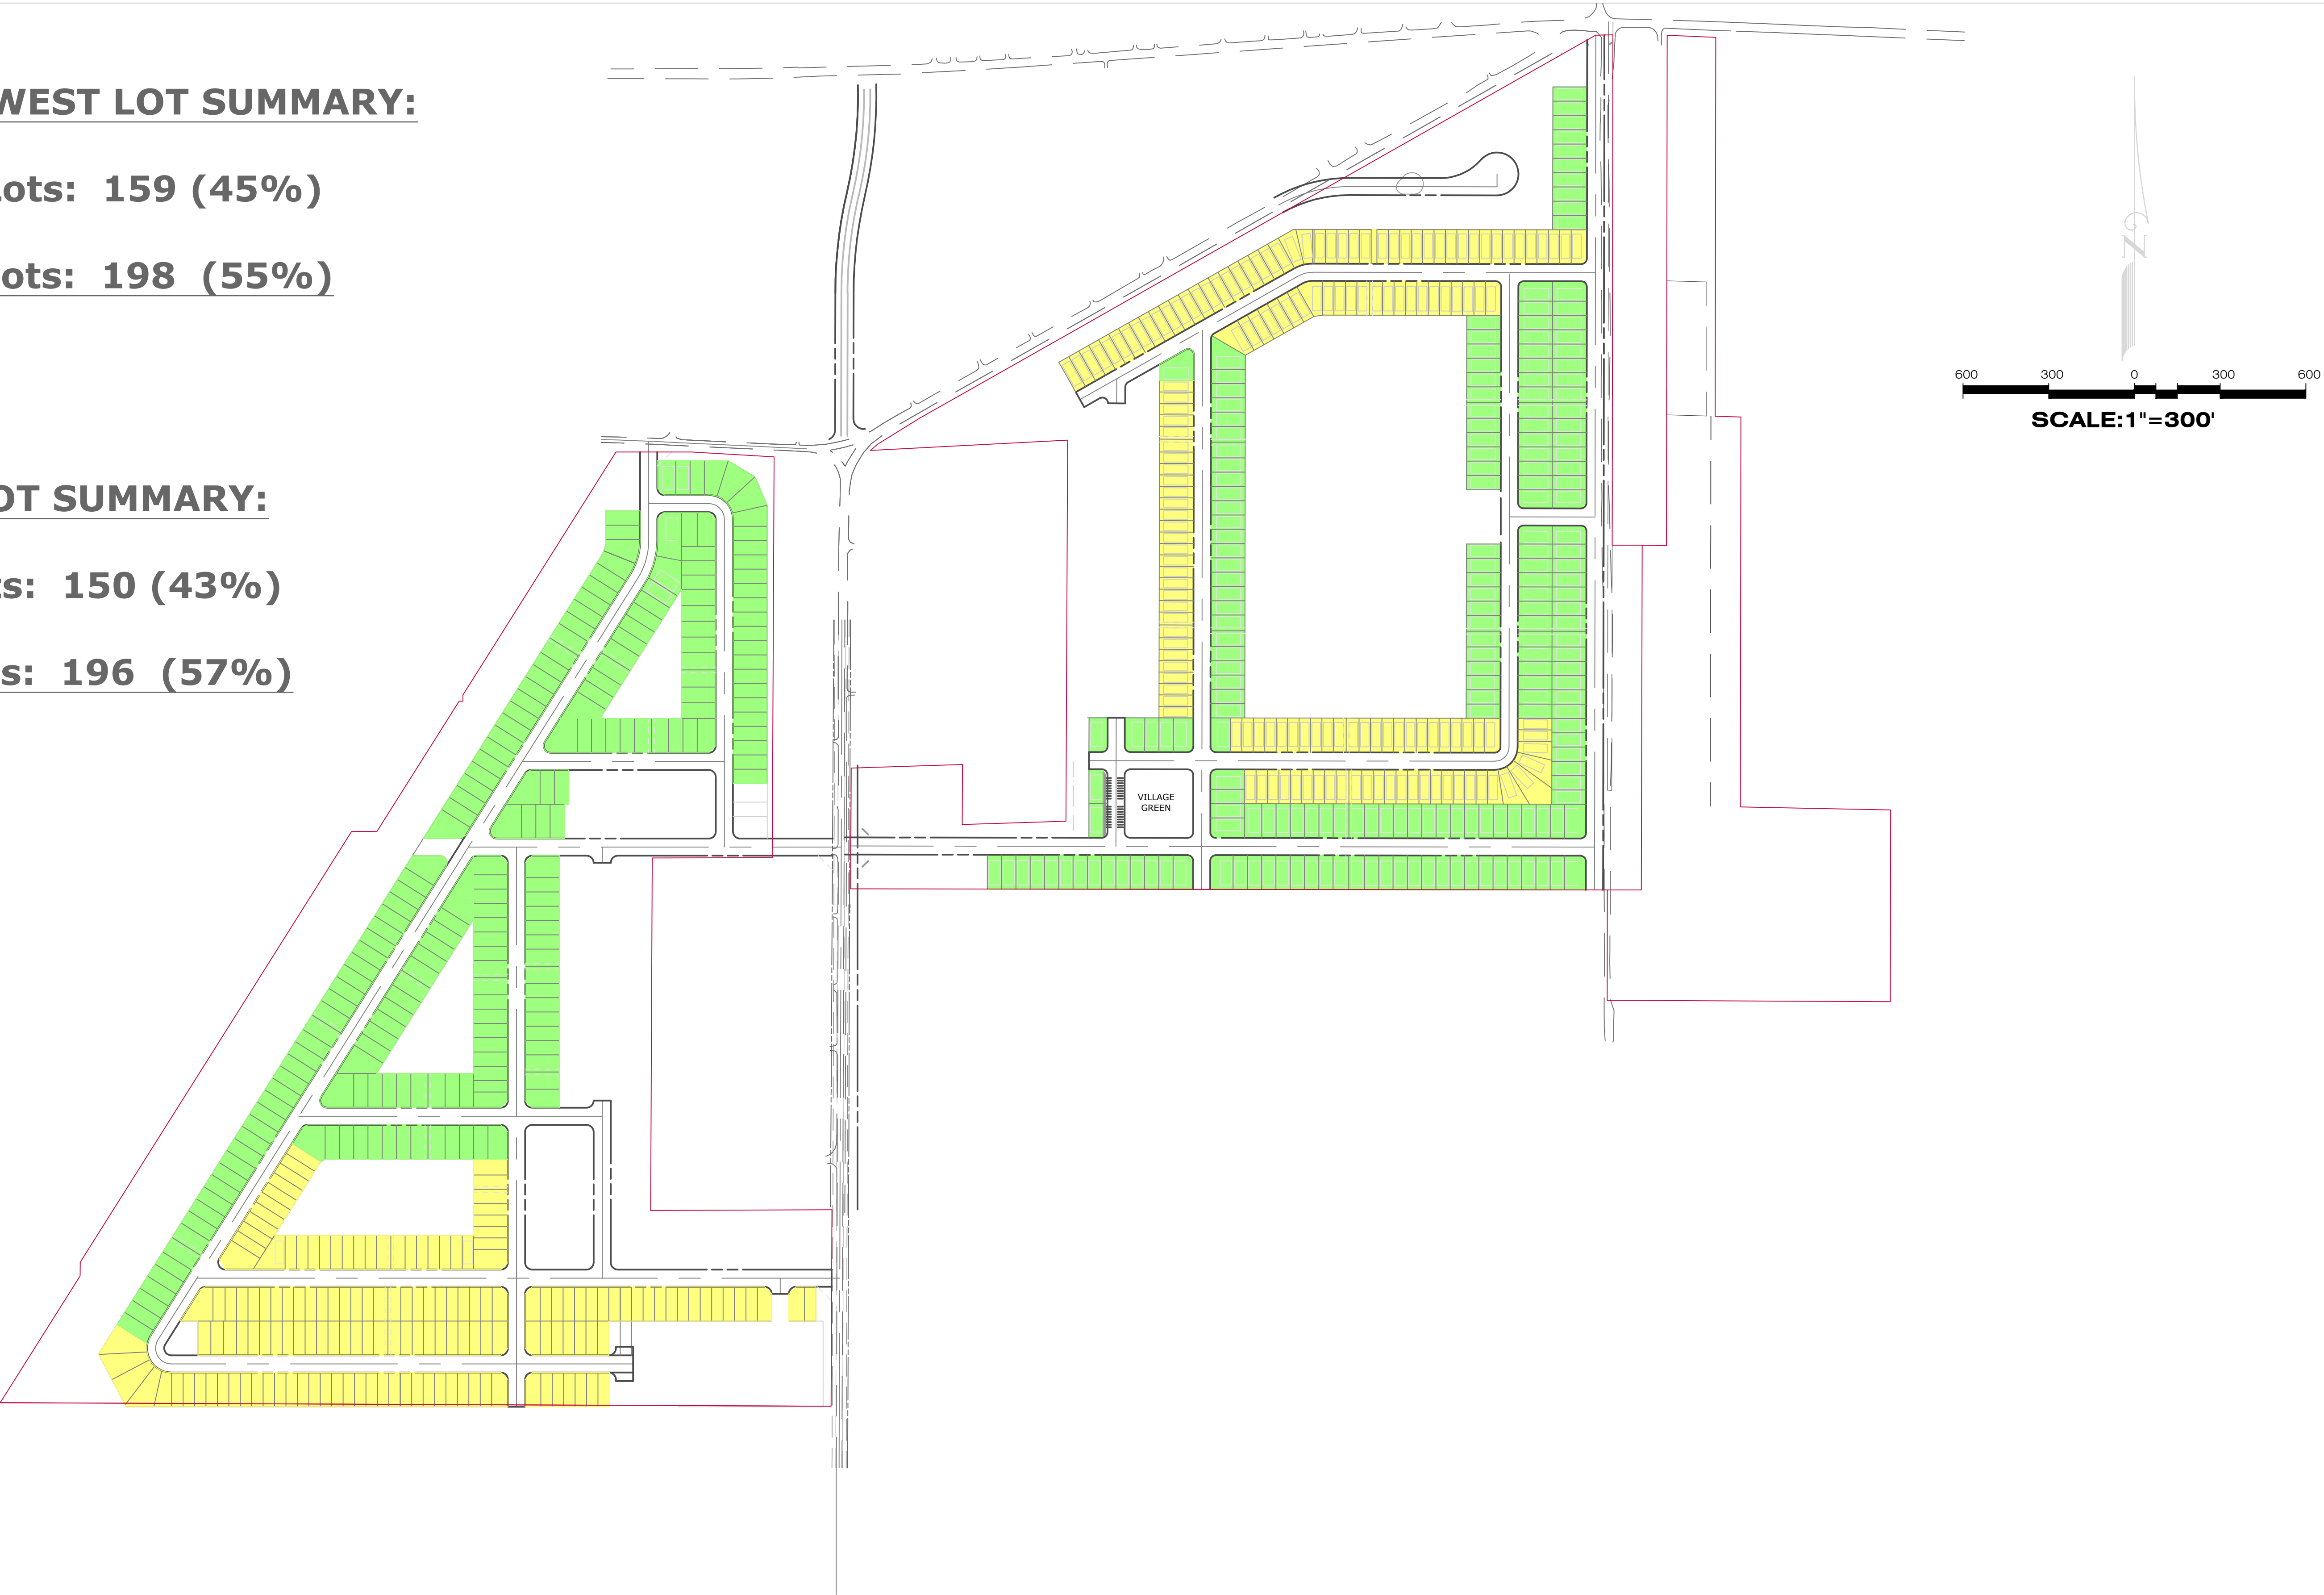 WEST LOT SUMMARY:
ots: 159 (45%)
ots: 198 (55%)
OT SUMMARY:
ts: 150 (43%)
s: 196 (57%)
N
600 300 0 300 600
SCALE:1"=300'
VILLAGE
GREEN